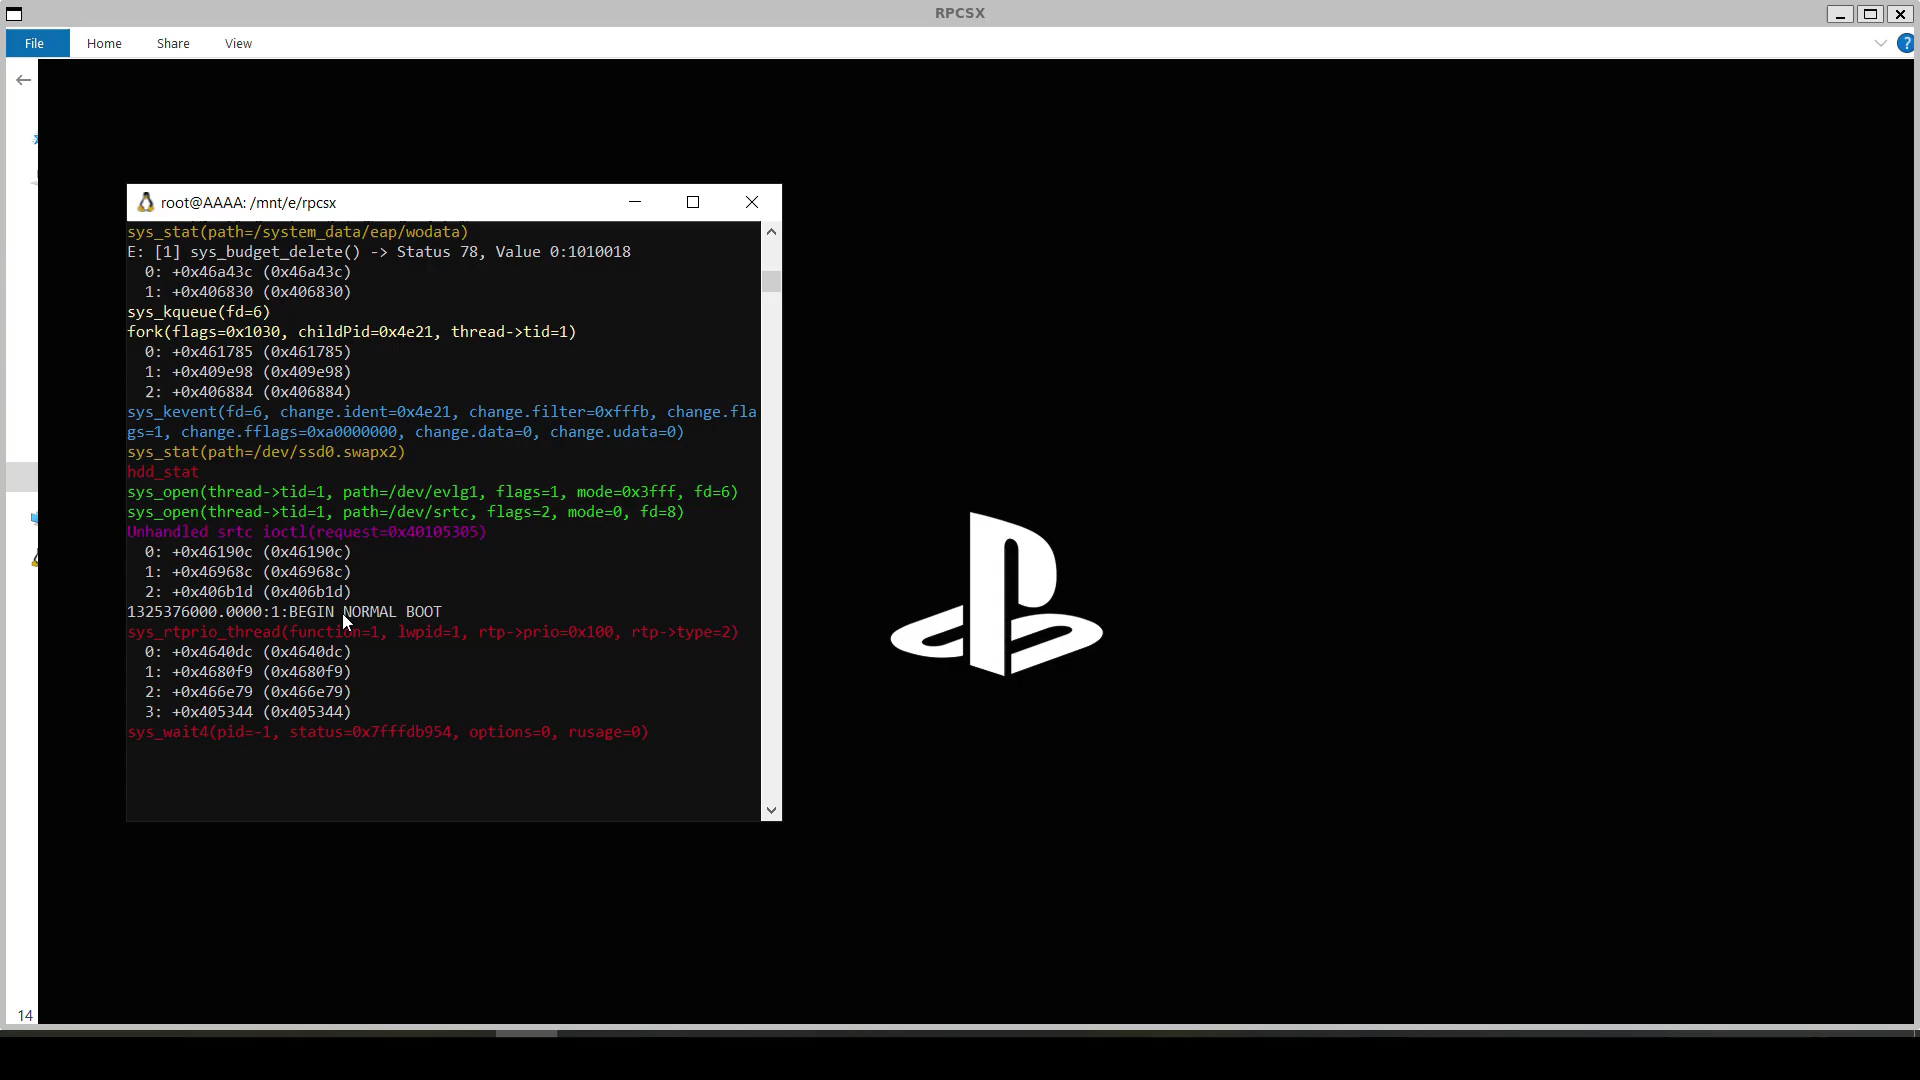 RPCSX
File Home Share View
?
root@AAAA: /mnt/e/rpcsx
sys_stat(path=/system_data/eap/wodata)
E: [1] sys_budget_delete() -> Status 78, Value 0:1010018
0: +0x46a43c (0x46a43c)
1: +0x406830 (0x406830)
sys_kqueue(fd=6)
fork(flags=0x1030, childPid=0x4e21, thread->tid=1)
0: +0x461785 (0x461785)
1: +0x409e98 (0x409e98)
2: +0x406884 (0x406884)
sys_kevent(fd=6, change.ident=0x4e21, change.filter=0xfffb, change.fla
gs=1, change.fflags=0xa0000000, change.data=0, change.udata=0)
sys_stat(path=/dev/ssd0.swapx2)
hdd_stat
sys_open(thread->tid=1, path=/dev/evlg1, flags=1, mode=0x3fff, fd=6)
sys_open(thread->tid=1, path=/dev/srtc, flags=2, mode=0, fd=8)
Unhandled srtc ioctl(request=0x40105305)
0: +0x46190c (0x46190c)
1: +0x46968c (0x46968c)
2: +0x406b1d (0x406b1d)
1325376000.0000:1:BEGIN NORMAL BOOT
sys_rtprio_thread(function=1, lwpid=1, rtp->prio=0x100, rtp->type=2)
0: +0x4640dc (0x4640dc)
1: +0x4680f9 (0x4680f9)
2: +0x466e79 (0x466e79)
3: +0x405344 (0x405344)
sys_wait4(pid=-1, status=0x7fffdb954, options=0, rusage=0)
14